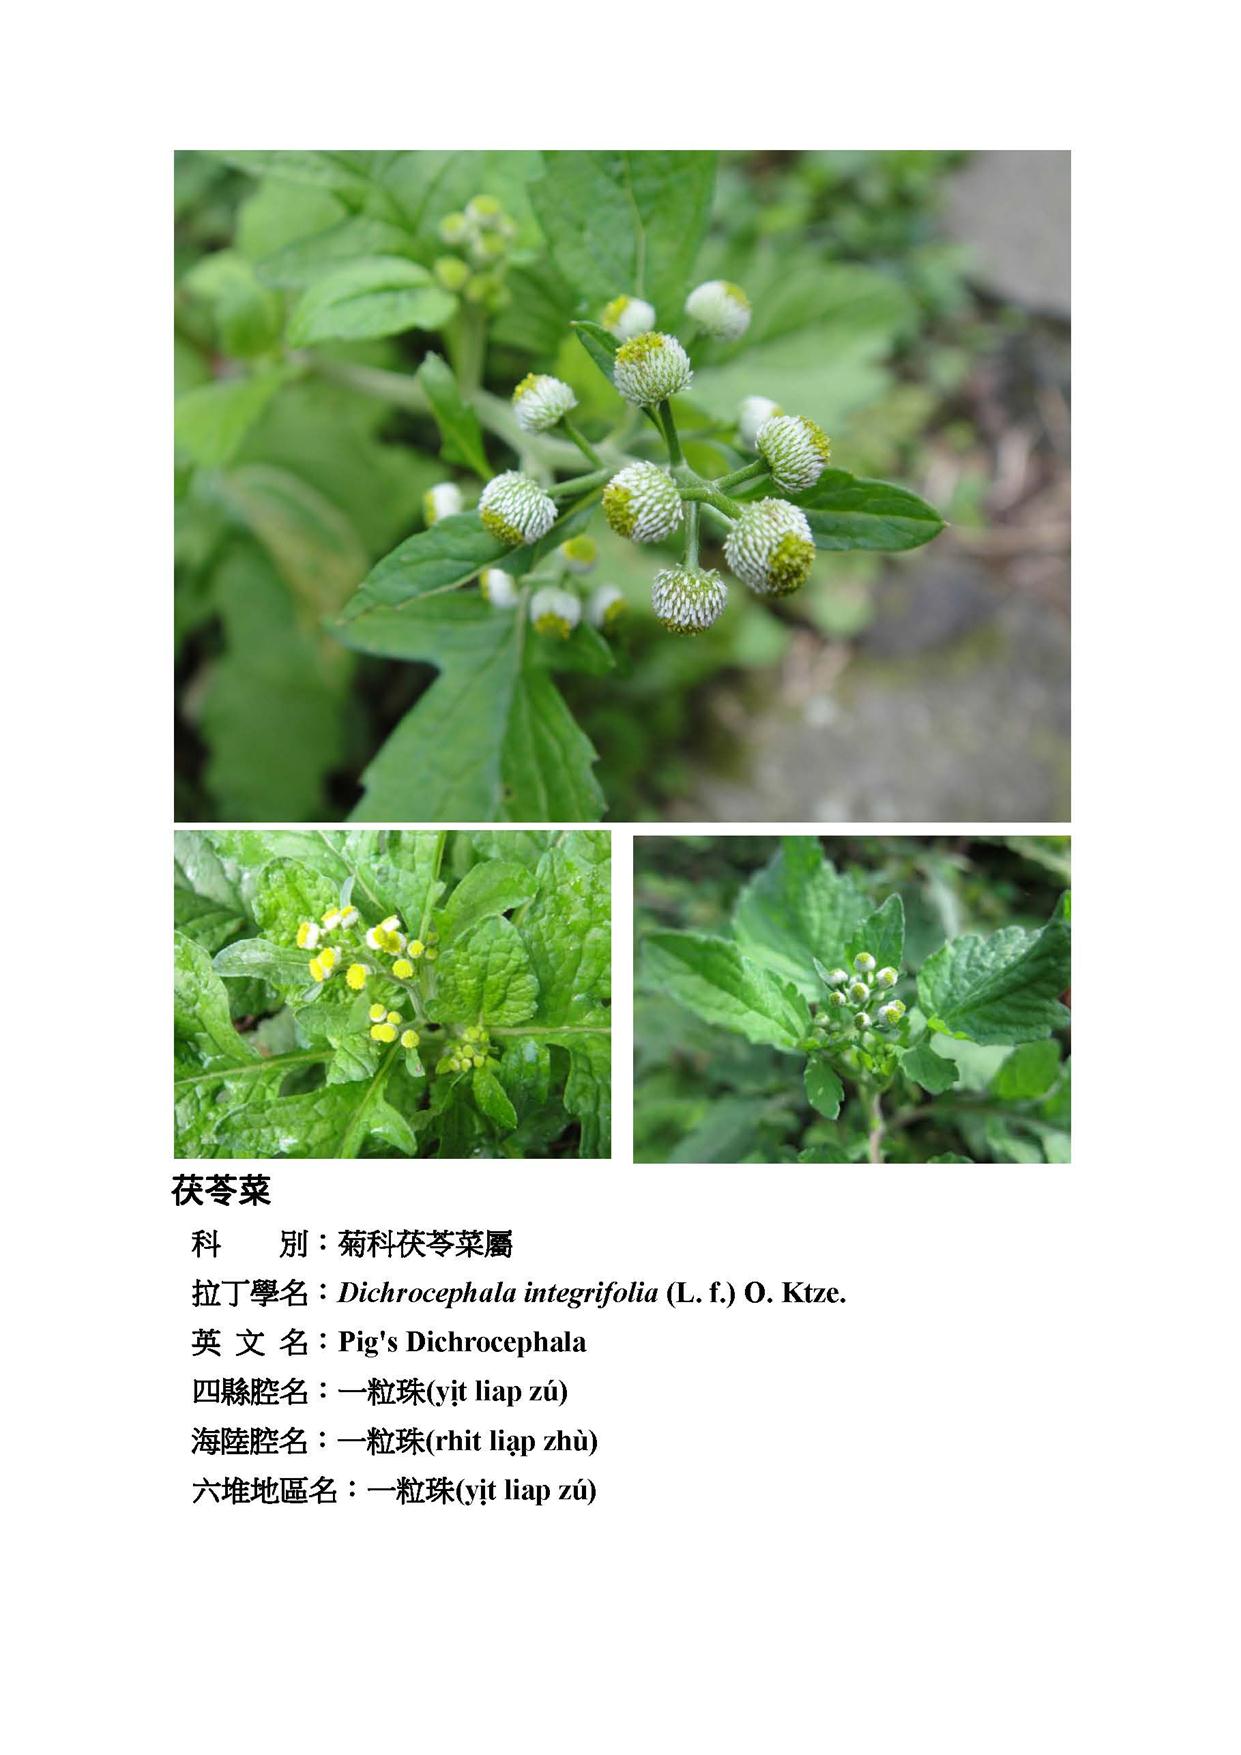 茯苓菜
科　　別：菊科茯苓菜屬
拉丁學名：Dichrocephala integrifolia (L. f.) O. Ktze.
英 文 名：Pig's Dichrocephala
四縣腔名：一粒珠(yịt liap zú)
海陸腔名：一粒珠(rhit liạp zhù)
六堆地區名：一粒珠(yịt liap zú)